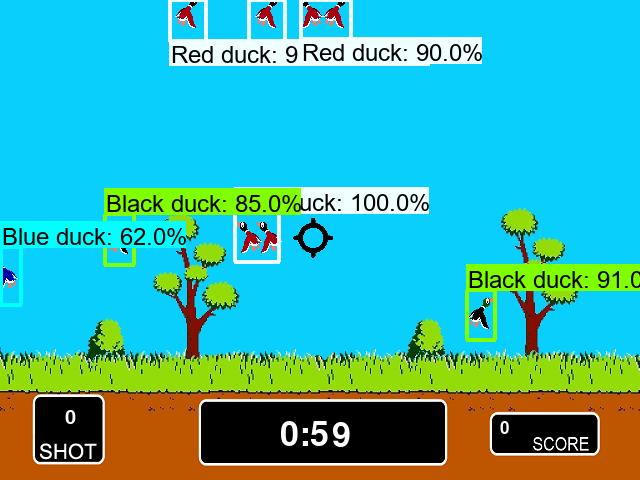 Red duck: 9
Red duck: 90.0%
Black duck: 85.0%
uck: 100.0%
Blue duck: 62.0%
Black duck: 91.0
0
SHOT
0:59
0
SCORE